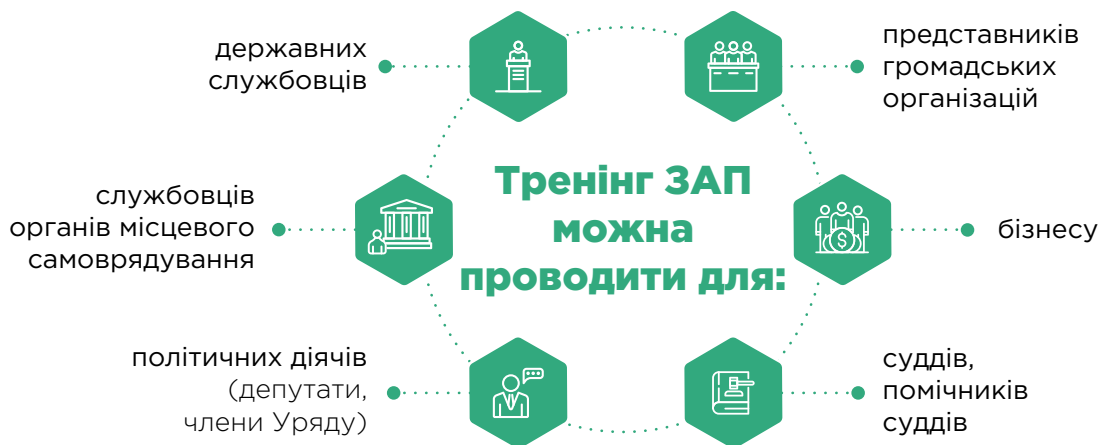 Тренінг ЗАП
можна
проводити для:
державних
службовців
представників
громадських
організацій
службовців
органів місцевого
самоврядування
бізнесу
політичних діячів
(депутати,
члени Уряду)
суддів,
помічників
суддів